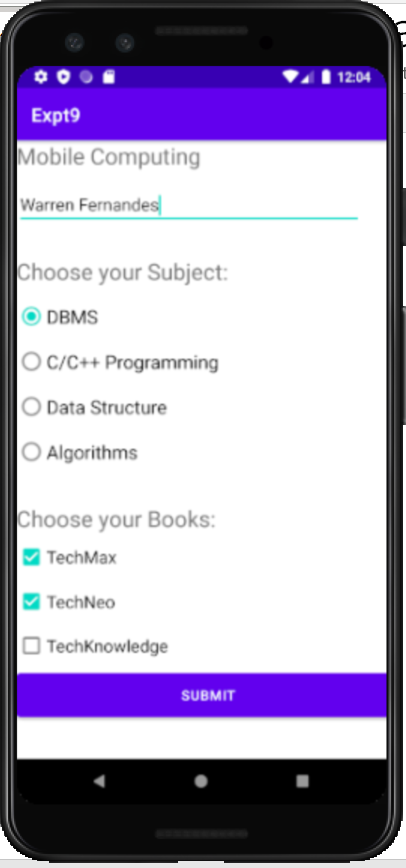 12:04
Expt9
Mobile Computing
Warren Fernandes
Choose your Subject:
DBMS
C/C++ Programming
Data Structure
Algorithms
Choose your Books:
TechMax
TechNeo
TechKnowledge
SUBMIT